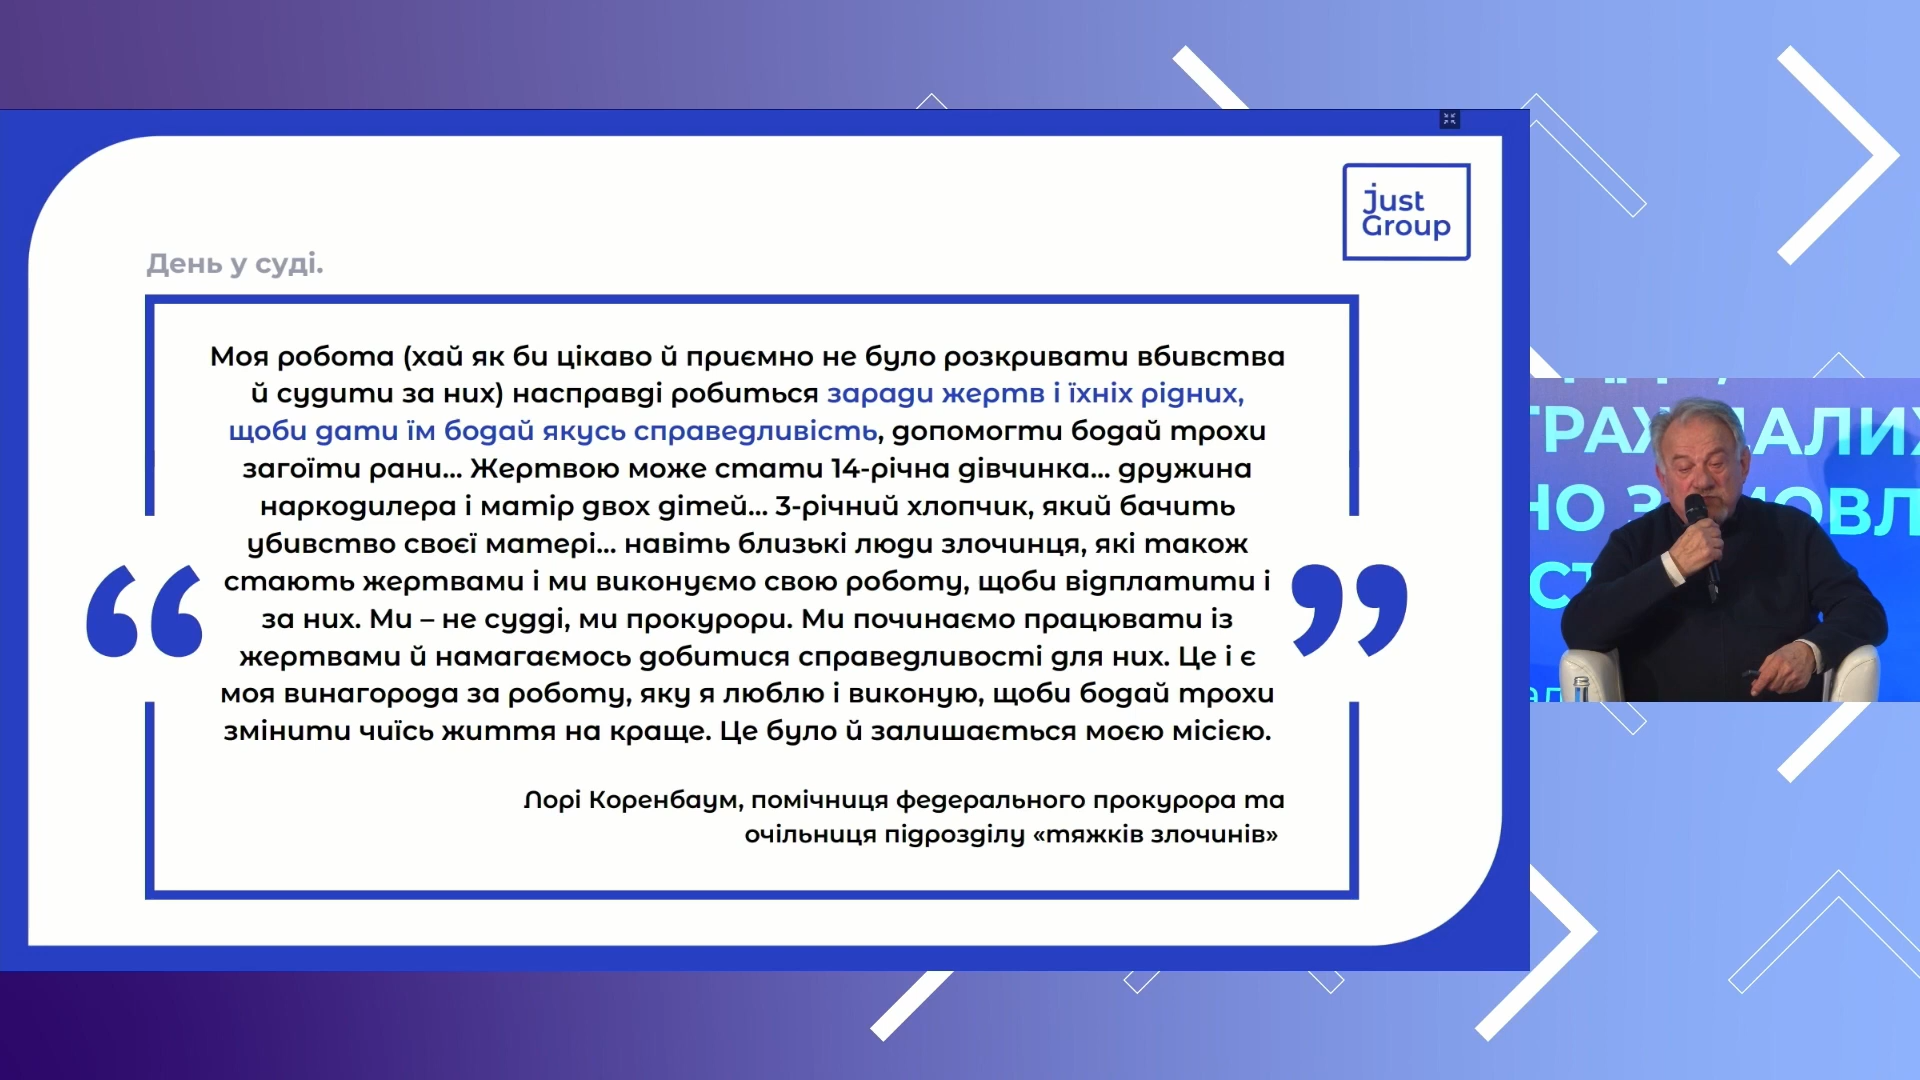 just
Group
День у суді.
Моя робота (хай як би цікаво й приємно не було розкривати вбивства
й судити за них) насправді робиться заради жертв і їхніх рідних,
щоби дати їм бодай якусь справедливість, допомогти бодай трохи
загоїти рани... Жертвою може стати 14-річна дівчинка... дружина
наркодилера і матір двох дітей... 3-річний хлопчик, який бачить
убивство своєї матері... навіть близькі люди злочинця, які також
стають жертвами і ми виконуємо свою роботу, щоби відплатити і
за них. Ми – не судді, ми прокурори. Ми починаємо працювати із
жертвами й намагаємось добитися справедливості для них. Це і є
моя винагорода за роботу, яку я люблю і виконую, щоби бодай трохи
змінити чиїсь життя на краще. Це було й залишається моєю місією.
Лорі Коренбаум, помічниця федерального прокурора та
очільниця підрозділу «тяжків злочинів»